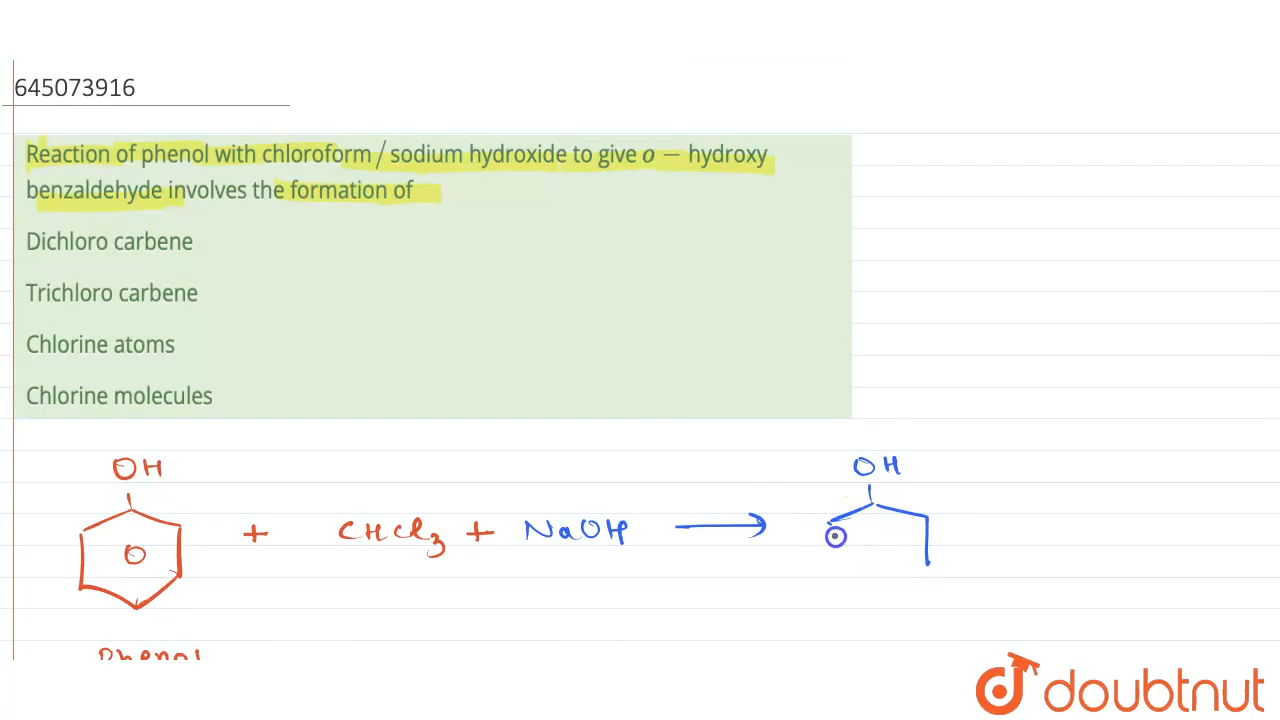 645073916
Reaction of phenol with chloroform / sodium hydroxide to give o − hydroxy
benzaldehyde involves the formation of
Dichloro carbene
Trichloro carbene
Chlorine atoms
Chlorine molecules
OH
OH
+ CHCl3 + NaOH →
Phenol
doubtnut